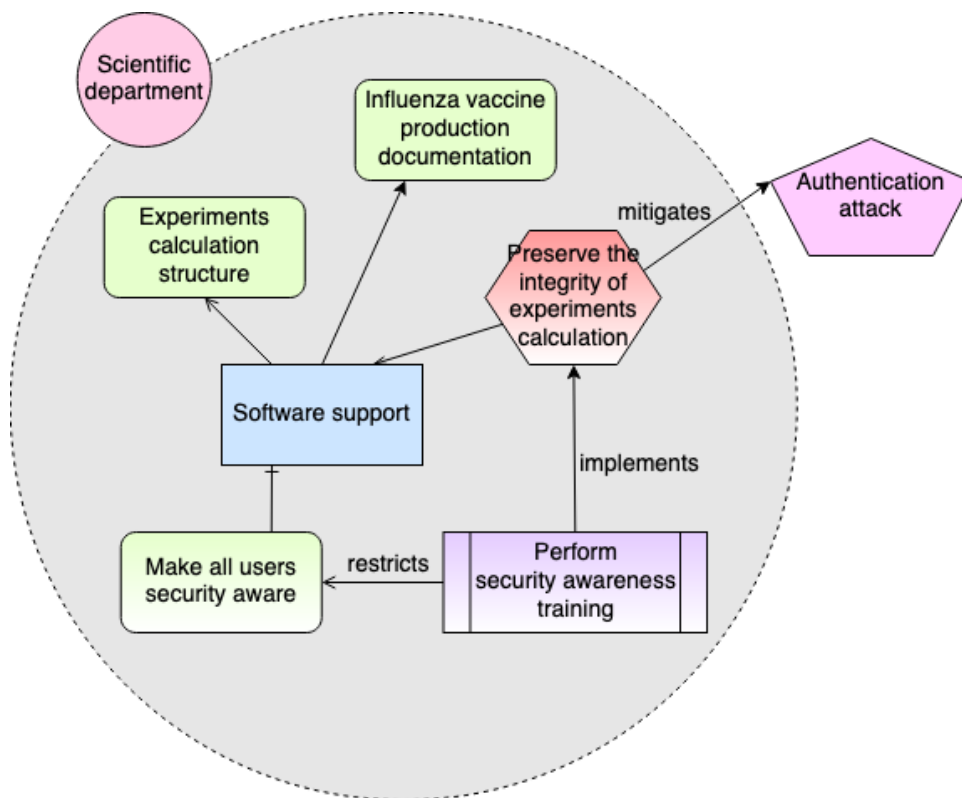 Scientific
department
Influenza vaccine
production
documentation
Experiments
calculation
structure
mitigates
Authentication
attack
Preserve the
integrity of
experiments
calculation
Software support
implements
Make all users
security aware
restricts
Perform
security awareness
training